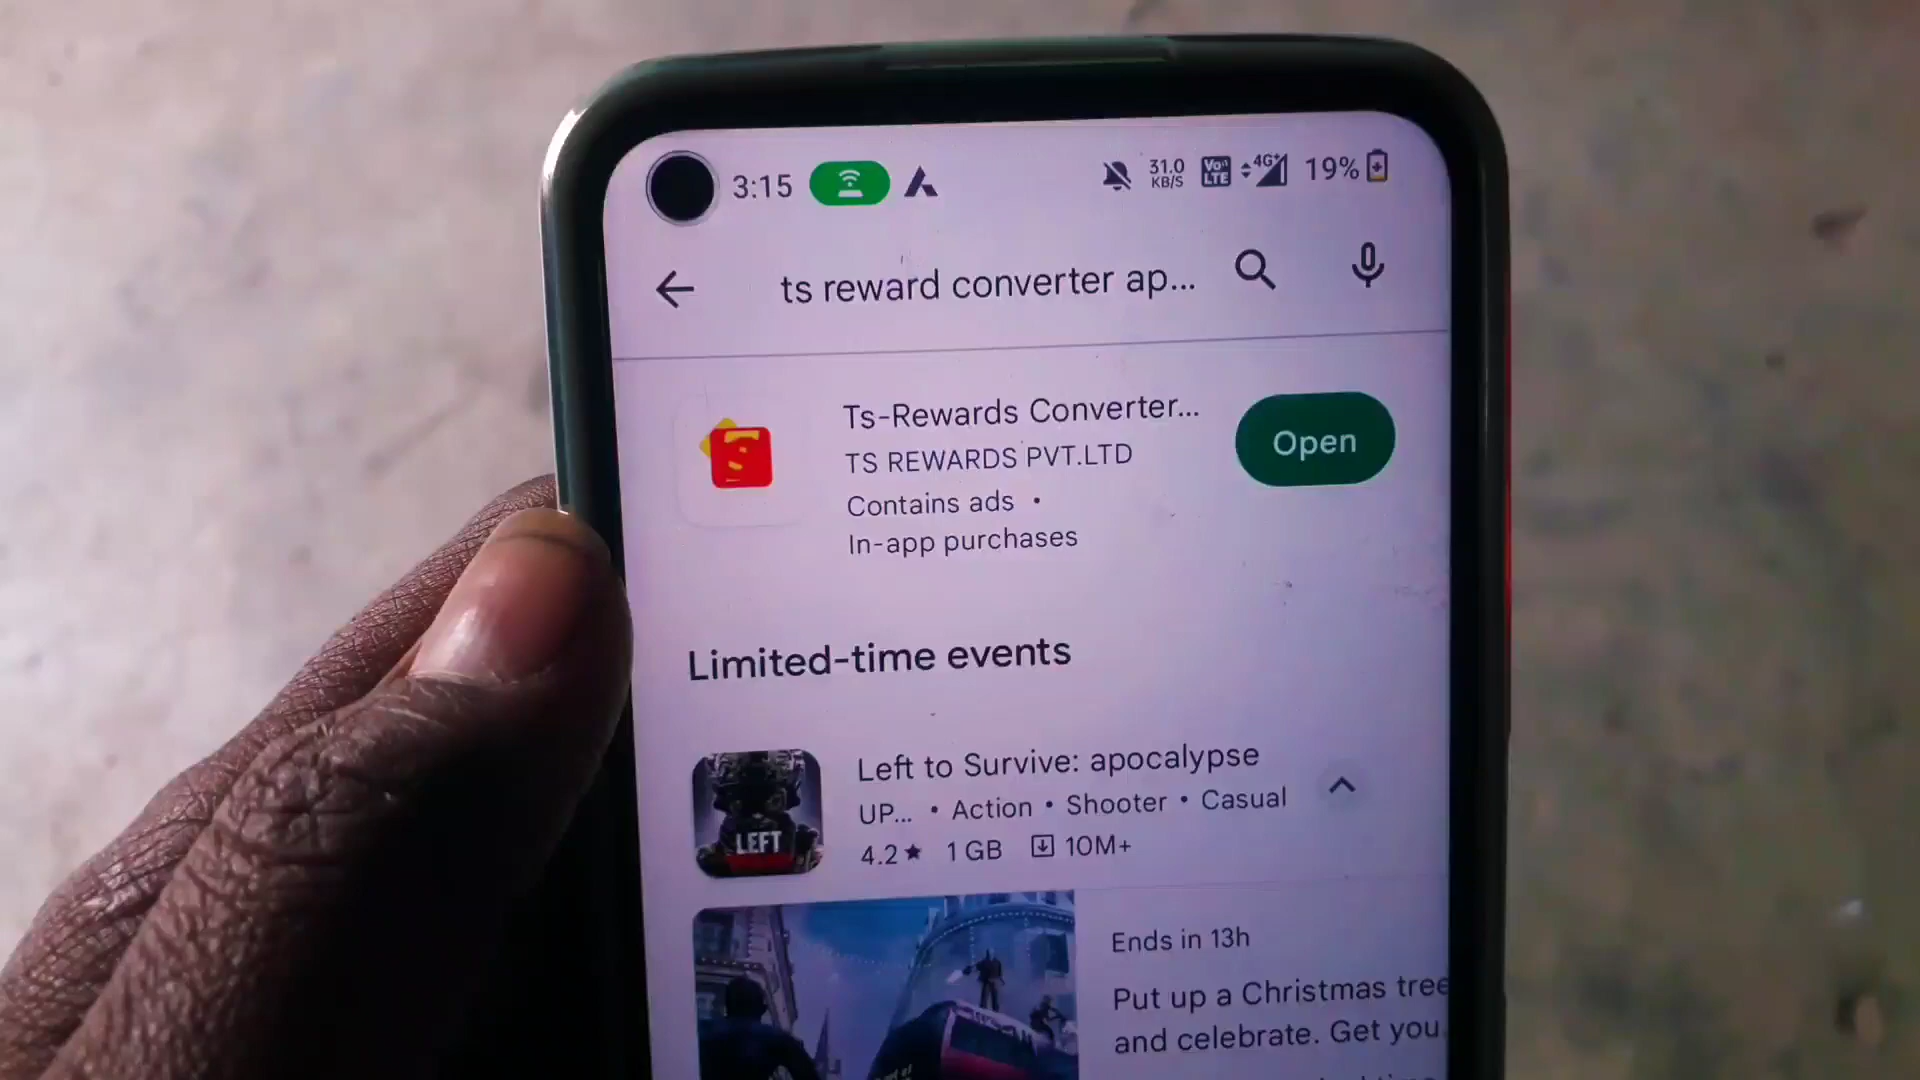 3:15
31.0
KB/S
Vo
LTE
4G+
19%
ts reward converter ap...
Ts-Rewards Converter...
TS REWARDS PVT.LTD
Open
Contains ads •
In-app purchases
Limited-time events
Left to Survive: apocalypse
UP... • Action • Shooter • Casual
4.2★ 1 GB 10M+
LEFT
Ends in 13h
Put up a Christmas tree
and celebrate. Get you